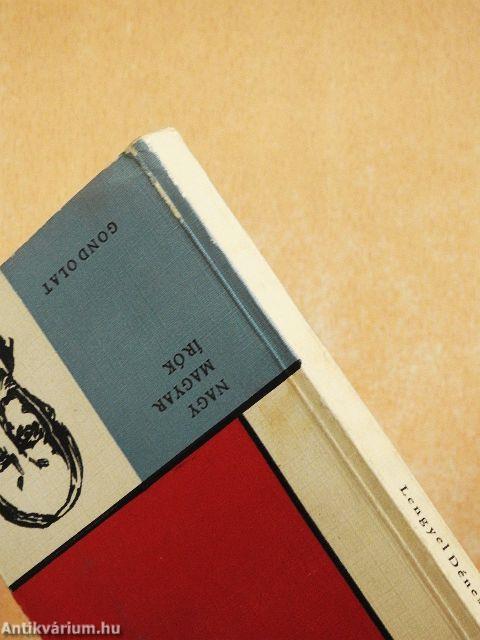 NAGY
MAGYAR
ÍRÓK
GONDOLAT
Lengyel Dénes
Antikvárium.hu